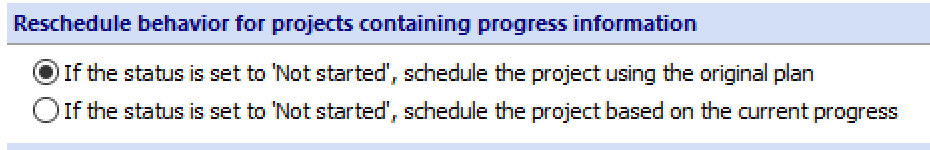 Reschedule behavior for projects containing progress information
If the status is set to 'Not started', schedule the project using the original plan
If the status is set to 'Not started', schedule the project based on the current progress